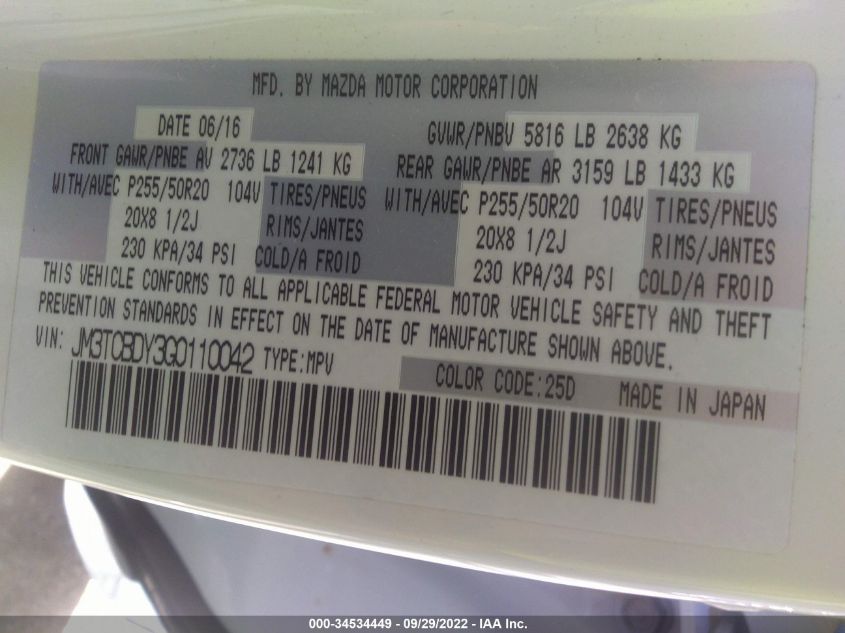 MFD. BY MAZDA MOTOR CORPORATION
DATE 06/16 GVWR/PNBV 5816 LB 2638 KG
FRONT GAWR/PNBE AV 2736 LB 1241 KG REAR GAWR/PNBE AR 3159 LB 1433 KG
WITH/AVEC P255/50R20 104V TIRES/PNEUS WITH/AVEC P255/50R20 104V TIRES/PNEUS
20X8 1/2J RIMS/JANTES 20X8 1/2J RIMS/JANTES
230 KPA/34 PSI COLD/A FROID 230 KPA/34 PSI COLD/A FROID
THIS VEHICLE CONFORMS TO ALL APPLICABLE FEDERAL MOTOR VEHICLE SAFETY AND THEFT
PREVENTION STANDARDS IN EFFECT ON THE DATE OF MANUFACTURE SHOWN ABOVE.
VIN: JM3TCBDY3G0110042 TYPE:MPV
COLOR CODE:25D MADE IN JAPAN
000-34534449 - 09/29/2022 - IAA Inc.